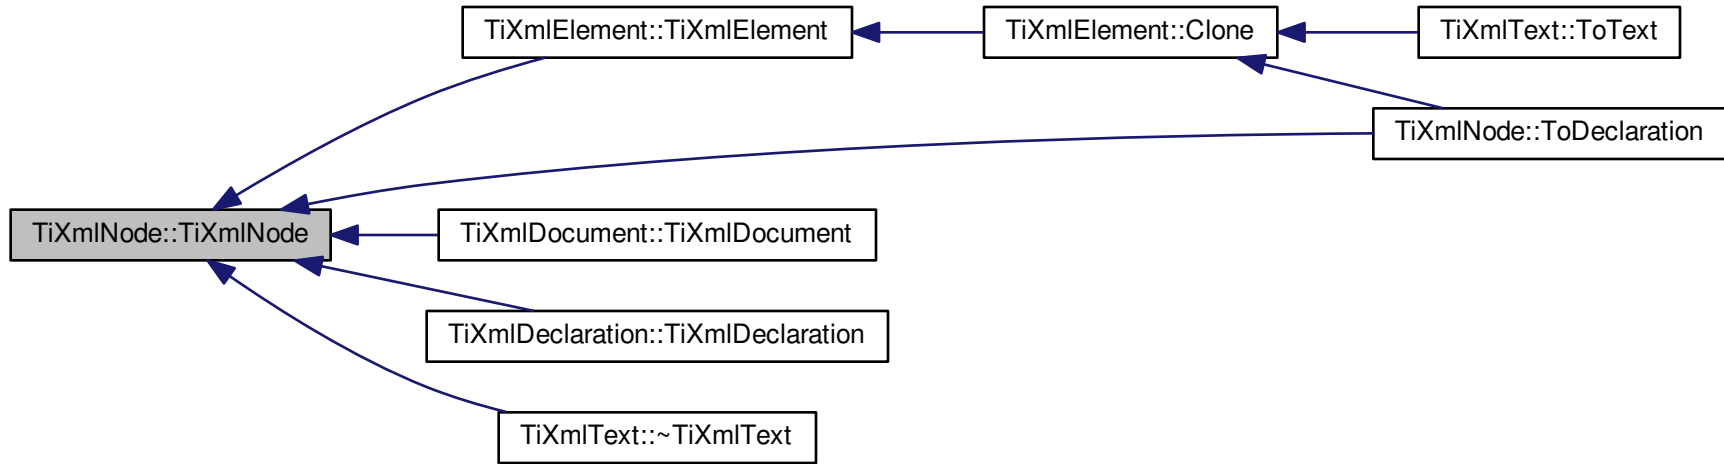 TiXmlElement::TiXmlElement
TiXmlElement::Clone
TiXmlText::ToText
TiXmlNode::ToDeclaration
TiXmlNode::TiXmlNode
TiXmlDocument::TiXmlDocument
TiXmlDeclaration::TiXmlDeclaration
TiXmlText::~TiXmlText